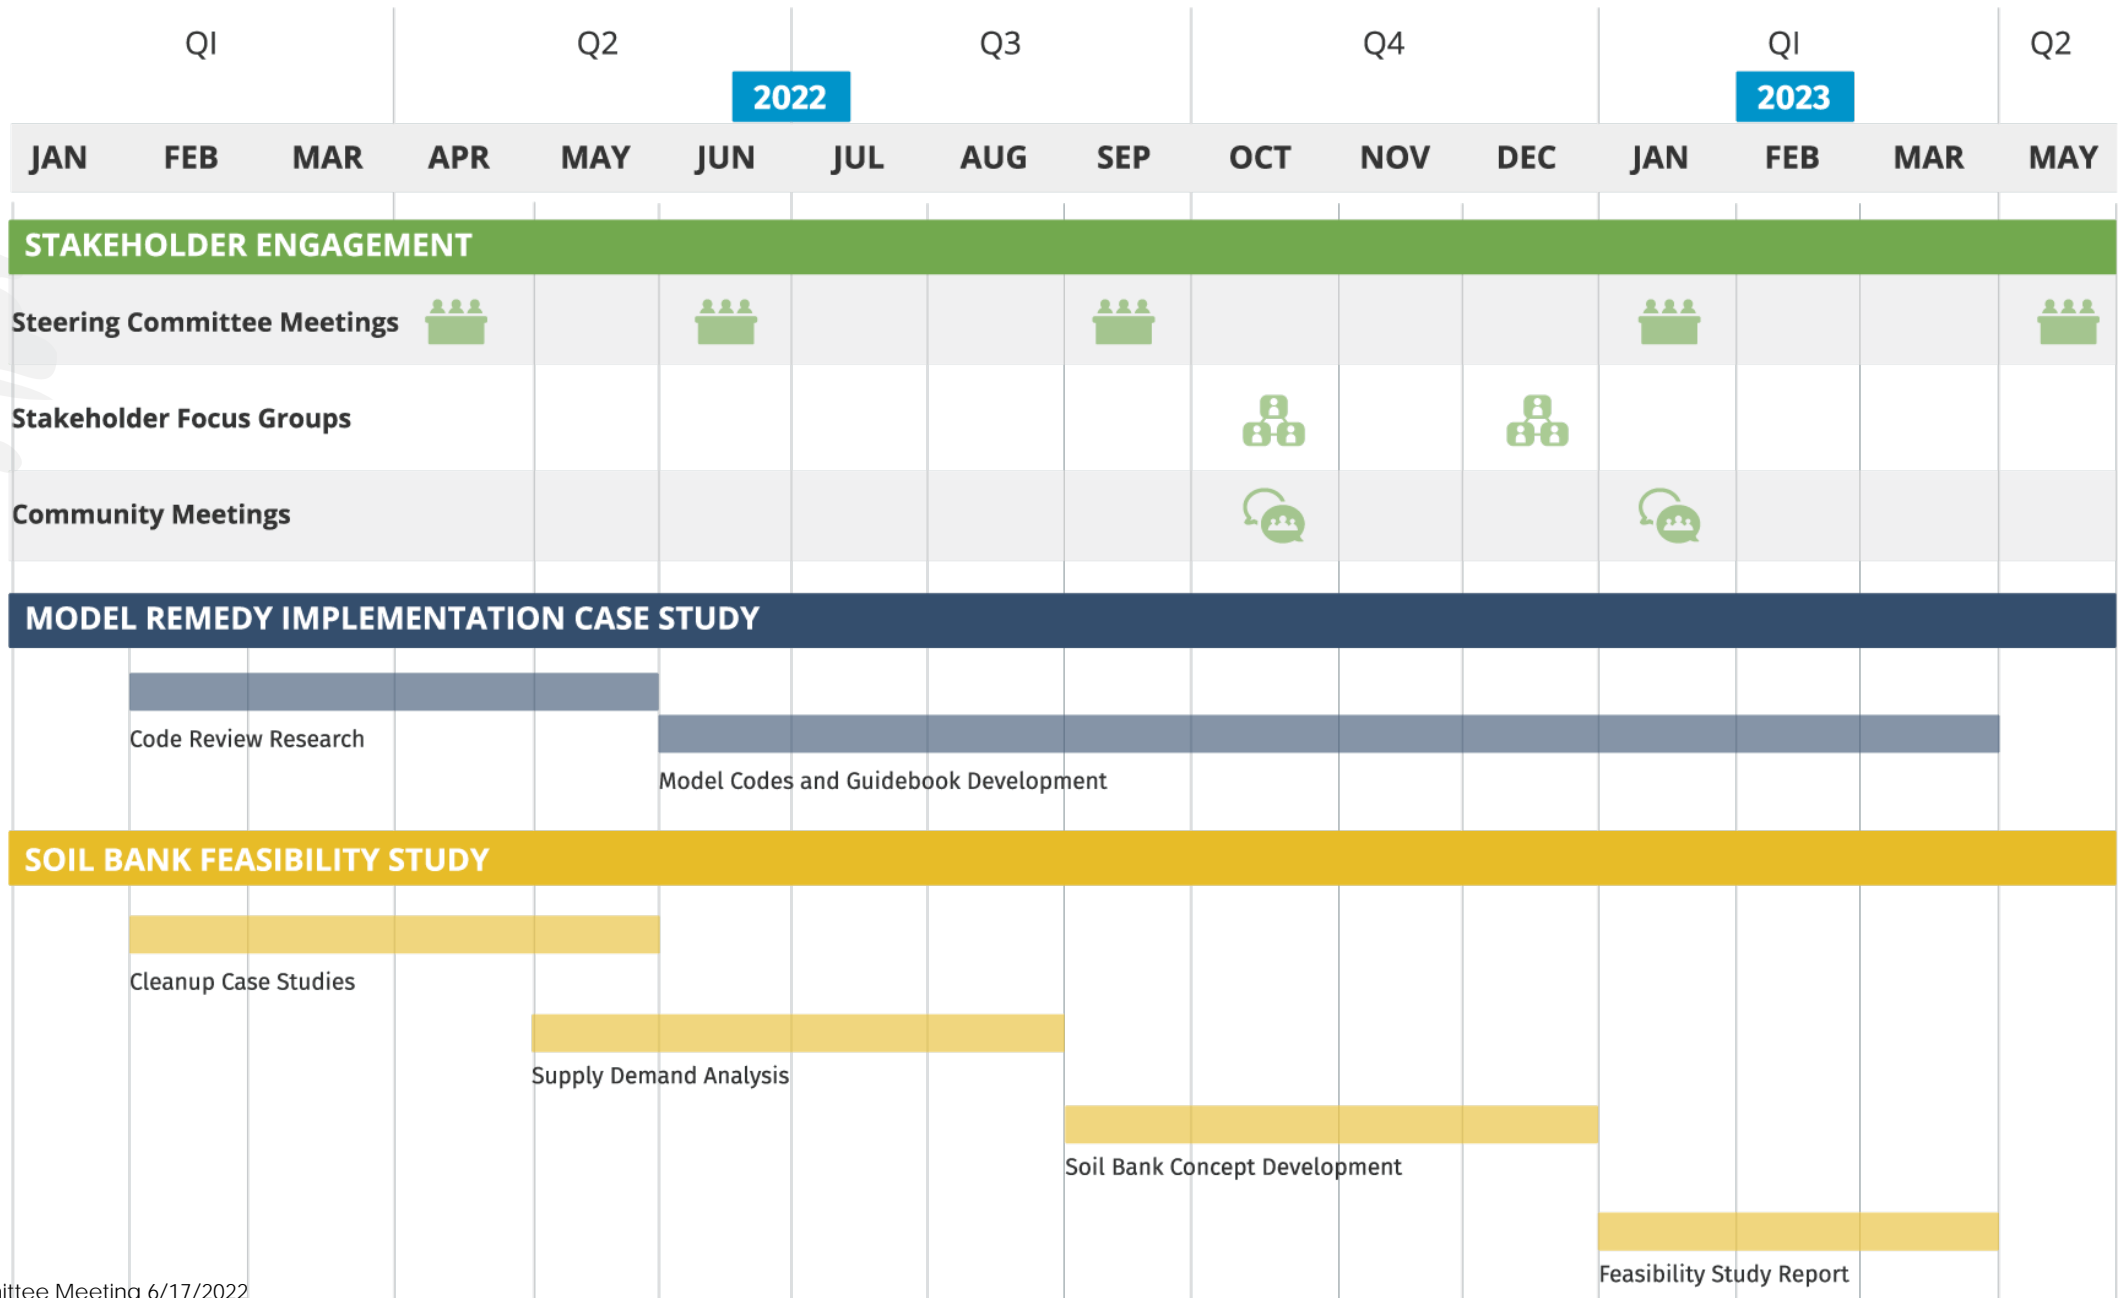 QI Q2 Q3 Q4 QI Q2
2022 2023
JAN FEB MAR APR MAY JUN JUL AUG SEP OCT NOV DEC JAN FEB MAR MAY
STAKEHOLDER ENGAGEMENT
Steering Committee Meetings
Stakeholder Focus Groups
Community Meetings
MODEL REMEDY IMPLEMENTATION CASE STUDY
Code Review Research
Model Codes and Guidebook Development
SOIL BANK FEASIBILITY STUDY
Cleanup Case Studies
Supply Demand Analysis
Soil Bank Concept Development
Feasibility Study Report
Meeting 6/17/2022